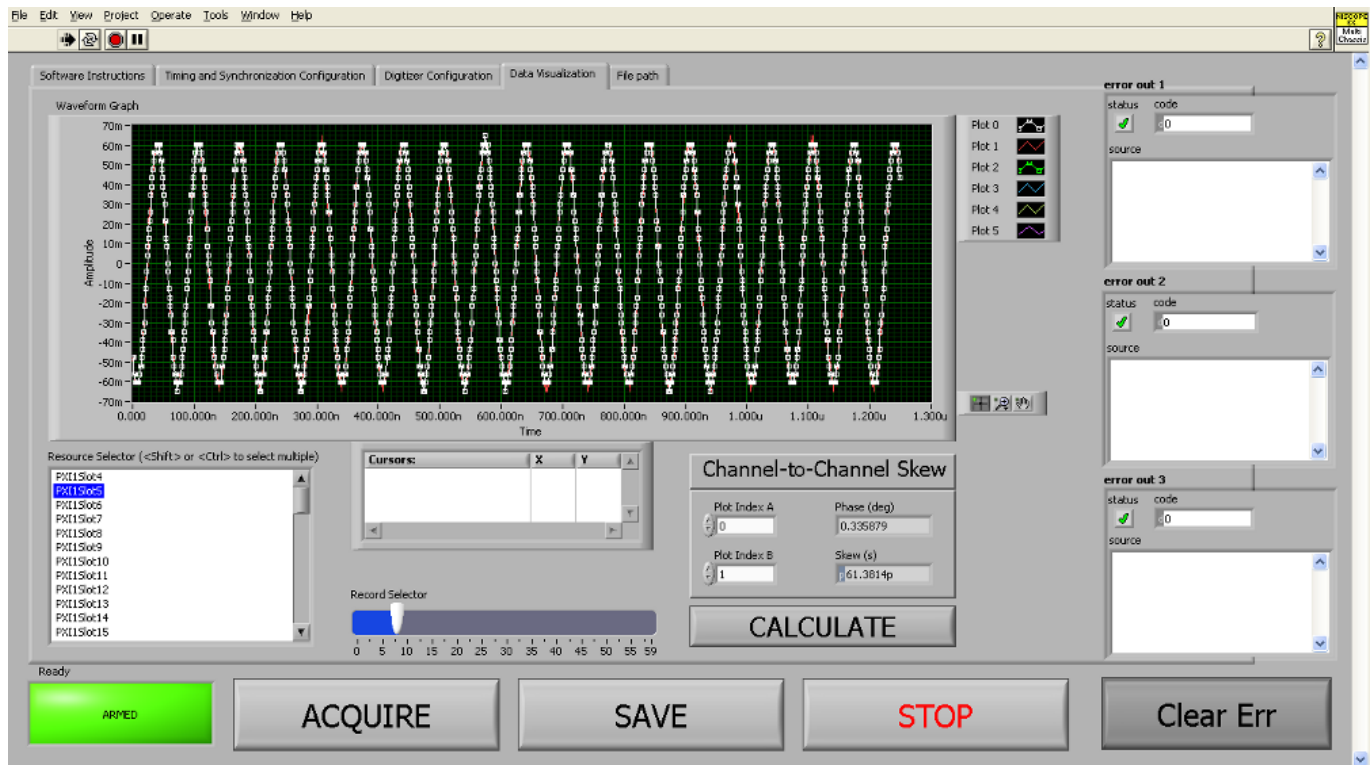 File Edit View Project Operate Tools Window Help
NISCOPE
EX
Multi
Chassis
Software Instructions Timing and Synchronization Configuration Digitizer Configuration Data Visualization File path
Waveform Graph
70m
60m
50m
40m
30m
20m
10m
0
-10m
-20m
-30m
-40m
-50m
-60m
-70m
Amplitude
0.000 100.000n 200.000n 300.000n 400.000n 500.000n 600.000n 700.000n 800.000n 900.000n 1.000u 1.100u 1.200u 1.300u
Time
Plot 0
Plot 1
Plot 2
Plot 3
Plot 4
Plot 5
error out 1
status code
d0
source
error out 2
status code
d0
source
error out 3
status code
d0
source
Resource Selector (<Shift> or <Ctrl> to select multiple)
PXI1Slot4
PXI1Slot5
PXI1Slot6
PXI1Slot7
PXI1Slot8
PXI1Slot9
PXI1Slot10
PXI1Slot11
PXI1Slot12
PXI1Slot13
PXI1Slot14
PXI1Slot15
Cursors: X Y
Record Selector
0 5 10 15 20 25 30 35 40 45 50 55 59
Channel-to-Channel Skew
Plot Index A Phase (deg)
0 0.335879
Plot Index B Skew (s)
1 p 61.3814p
CALCULATE
Ready
ARMED
ACQUIRE
SAVE
STOP
Clear Err